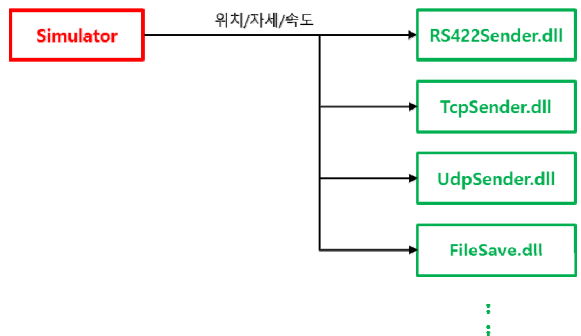 위치/자세/속도
Simulator
RS422Sender.dll
TcpSender.dll
UdpSender.dll
FileSave.dll